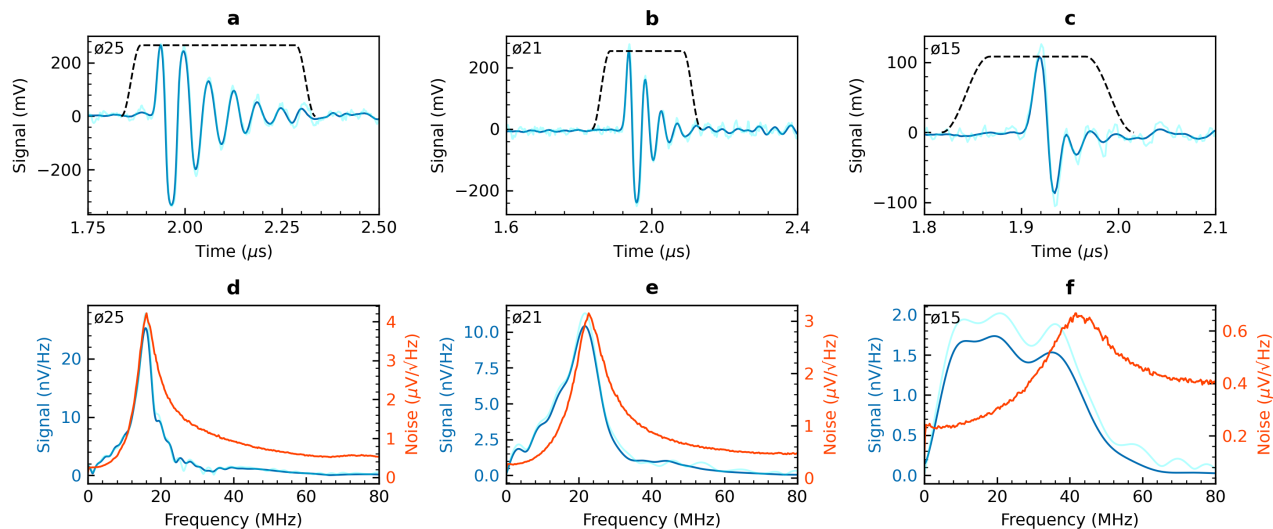 a
ø25
Signal (mV)
200
0
−200
1.75
2.00
2.25
2.50
Time (μs)
b
ø21
Signal (mV)
200
0
−200
1.6
2.0
2.4
Time (μs)
c
ø15
Signal (mV)
100
0
−100
1.8
1.9
2.0
2.1
Time (μs)
d
ø25
Signal (nV/Hz)
20
10
0
4
3
2
1
0
Noise (μV/√Hz)
0
20
40
60
80
Frequency (MHz)
e
ø21
Signal (nV/Hz)
10.0
7.5
5.0
2.5
0.0
3
2
1
0
Noise (μV/√Hz)
0
20
40
60
80
Frequency (MHz)
f
ø15
Signal (nV/Hz)
2.0
1.5
1.0
0.5
0.0
0.6
0.4
0.2
Noise (μV/√Hz)
0
20
40
60
80
Frequency (MHz)